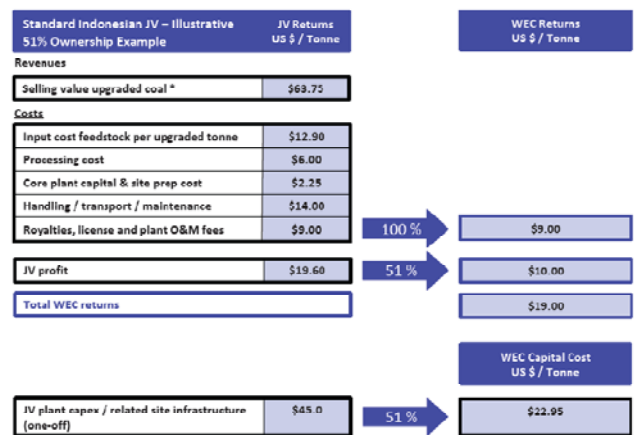 Standard Indonesian JV – Illustrative
51% Ownership Example
JV Returns
US $ / Tonne
WEC Returns
US $ / Tonne
Revenues
Selling value upgraded coal *
$63.75
Costs
Input cost feedstock per upgraded tonne
$12.90
Processing cost
$6.00
Core plant capital & site prep cost
$2.25
Handling / transport / maintenance
$14.00
Royalties, license and plant O&M fees
$9.00
100 %
$9.00
JV profit
$19.60
51 %
$10.00
Total WEC returns
$19.00
WEC Capital Cost
US $ / Tonne
JV plant capex / related site infrastructure
(one-off)
$45.0
51 %
$22.95